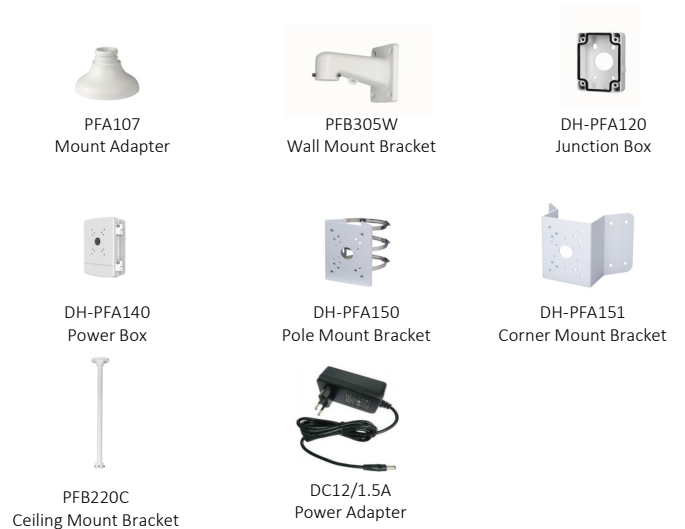 PFA107
Mount Adapter
PFB305W
Wall Mount Bracket
DH-PFA120
Junction Box
DH-PFA140
Power Box
DH-PFA150
Pole Mount Bracket
DH-PFA151
Corner Mount Bracket
PFB220C
Ceiling Mount Bracket
DC12/1.5A
Power Adapter